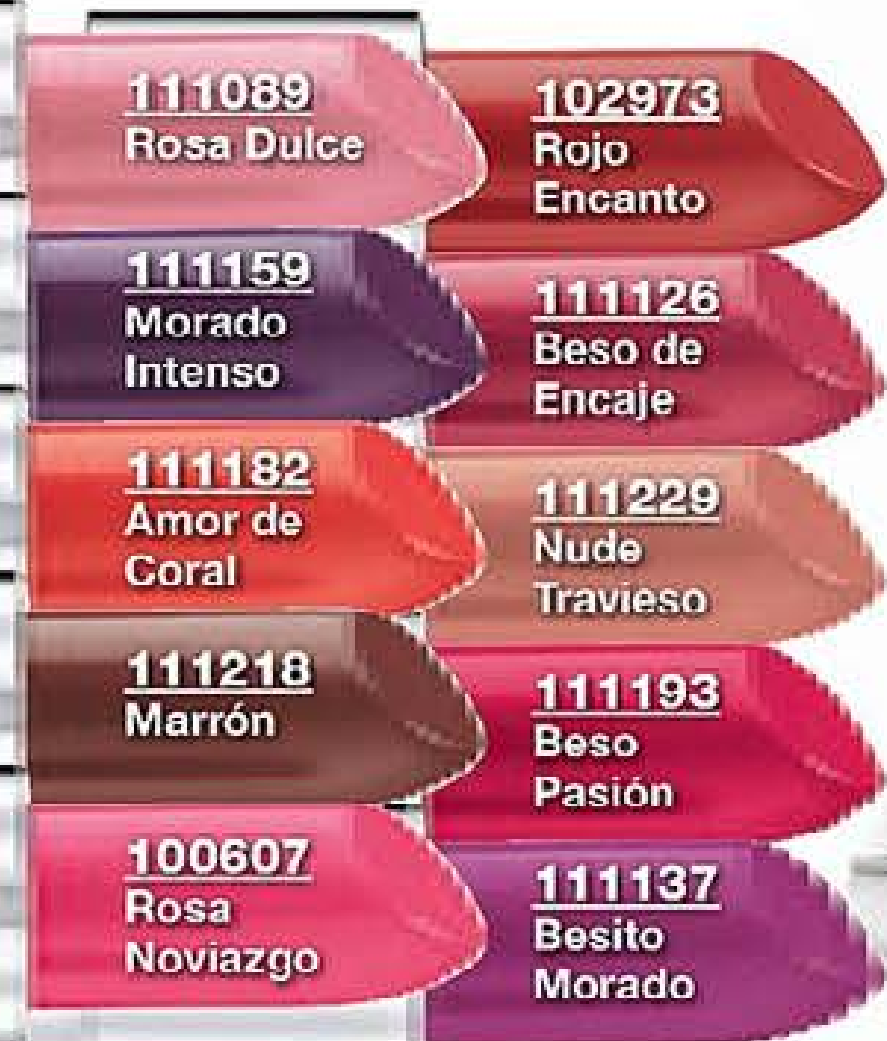 111089
Rosa Dulce
111159
Morado
Intenso
111182
Amor de
Coral
111218
Marrón
100607
Rosa
Noviazgo
102973
Rojo
Encanto
111126
Beso de
Encaje
111229
Nude
Travieso
111193
Beso
Pasión
111137
Besito
Morado